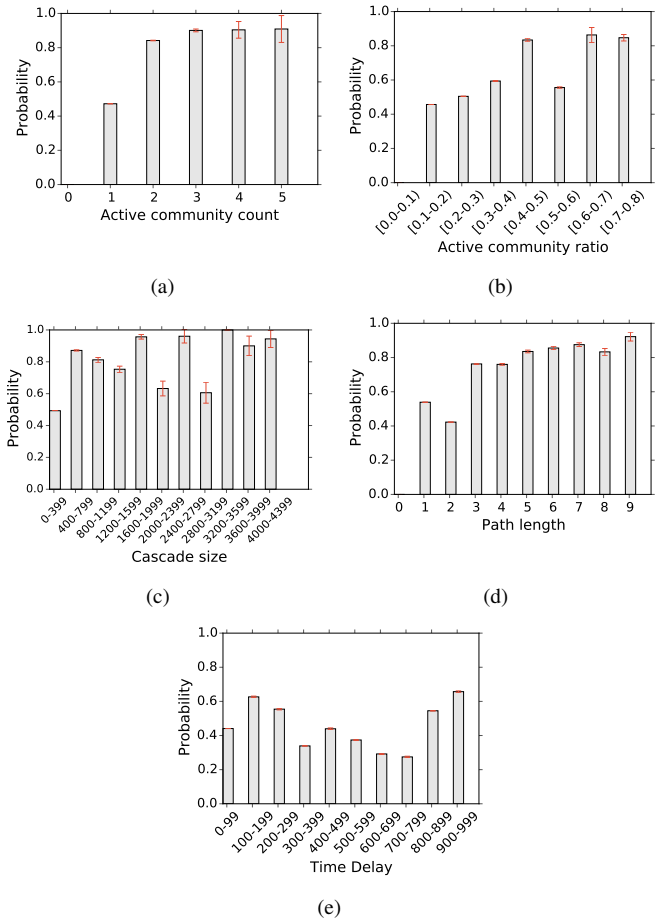 1.0
0.8
0.6
0.4
0.2
0.0
Probability
0 1 2 3 4 5
Active community count
(a)
1.0
0.8
0.6
0.4
0.2
0.0
Probability
[0.0-0.1) [0.1-0.2) [0.2-0.3) [0.3-0.4) [0.4-0.5) [0.5-0.6) [0.6-0.7) [0.7-0.8)
Active community ratio
(b)
1.0
0.8
0.6
0.4
0.2
0.0
Probability
0-399 400-799 800-1199 1200-1599 1600-1999 2000-2399 2400-2799 2800-3199 3200-3599 3600-3999 4000-4399
Cascade size
(c)
1.0
0.8
0.6
0.4
0.2
0.0
Probability
0 1 2 3 4 5 6 7 8 9
Path length
(d)
1.0
0.8
0.6
0.4
0.2
0.0
Probability
0-99 100-199 200-299 300-399 400-499 500-599 600-699 700-799 800-899 900-999
Time Delay
(e)